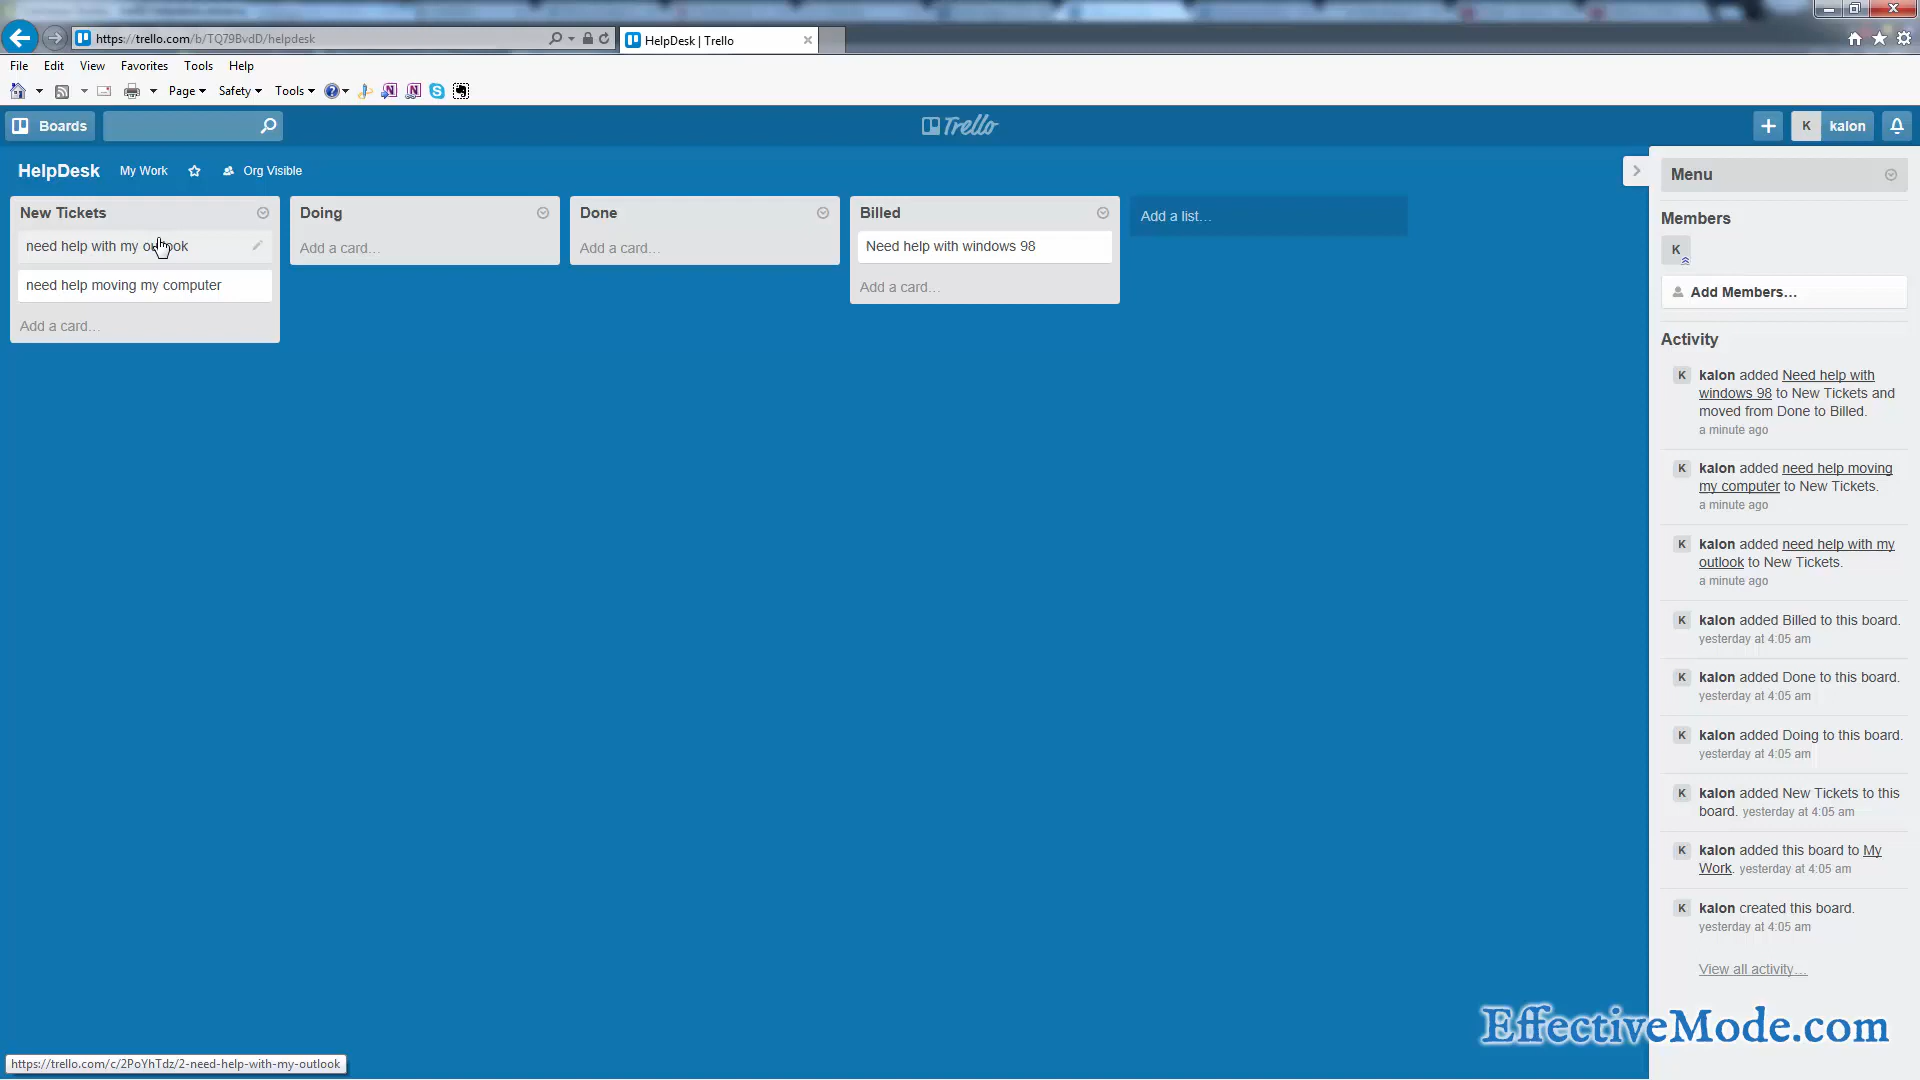 https://trello.com/b/TQ79BvdD/helpdesk
HelpDesk | Trello
File Edit View Favorites Tools Help
Page Safety Tools
Boards
Trello
K kalon
HelpDesk My Work Org Visible
New Tickets
need help with my outlook
need help moving my computer
Add a card…
Doing
Add a card…
Done
Add a card…
Billed
Need help with windows 98
Add a card…
Add a list…
Menu
Members
K
Add Members…
Activity
K kalon added Need help with
windows 98 to New Tickets and
moved from Done to Billed.
a minute ago
K kalon added need help moving
my computer to New Tickets.
a minute ago
K kalon added need help with my
outlook to New Tickets.
a minute ago
K kalon added Billed to this board.
yesterday at 4:05 am
K kalon added Done to this board.
yesterday at 4:05 am
K kalon added Doing to this board.
yesterday at 4:05 am
K kalon added New Tickets to this
board. yesterday at 4:05 am
K kalon added this board to My
Work. yesterday at 4:05 am
K kalon created this board.
yesterday at 4:05 am
View all activity…
EffectiveMode.com
https://trello.com/c/2PoYhTdz/2-need-help-with-my-outlook